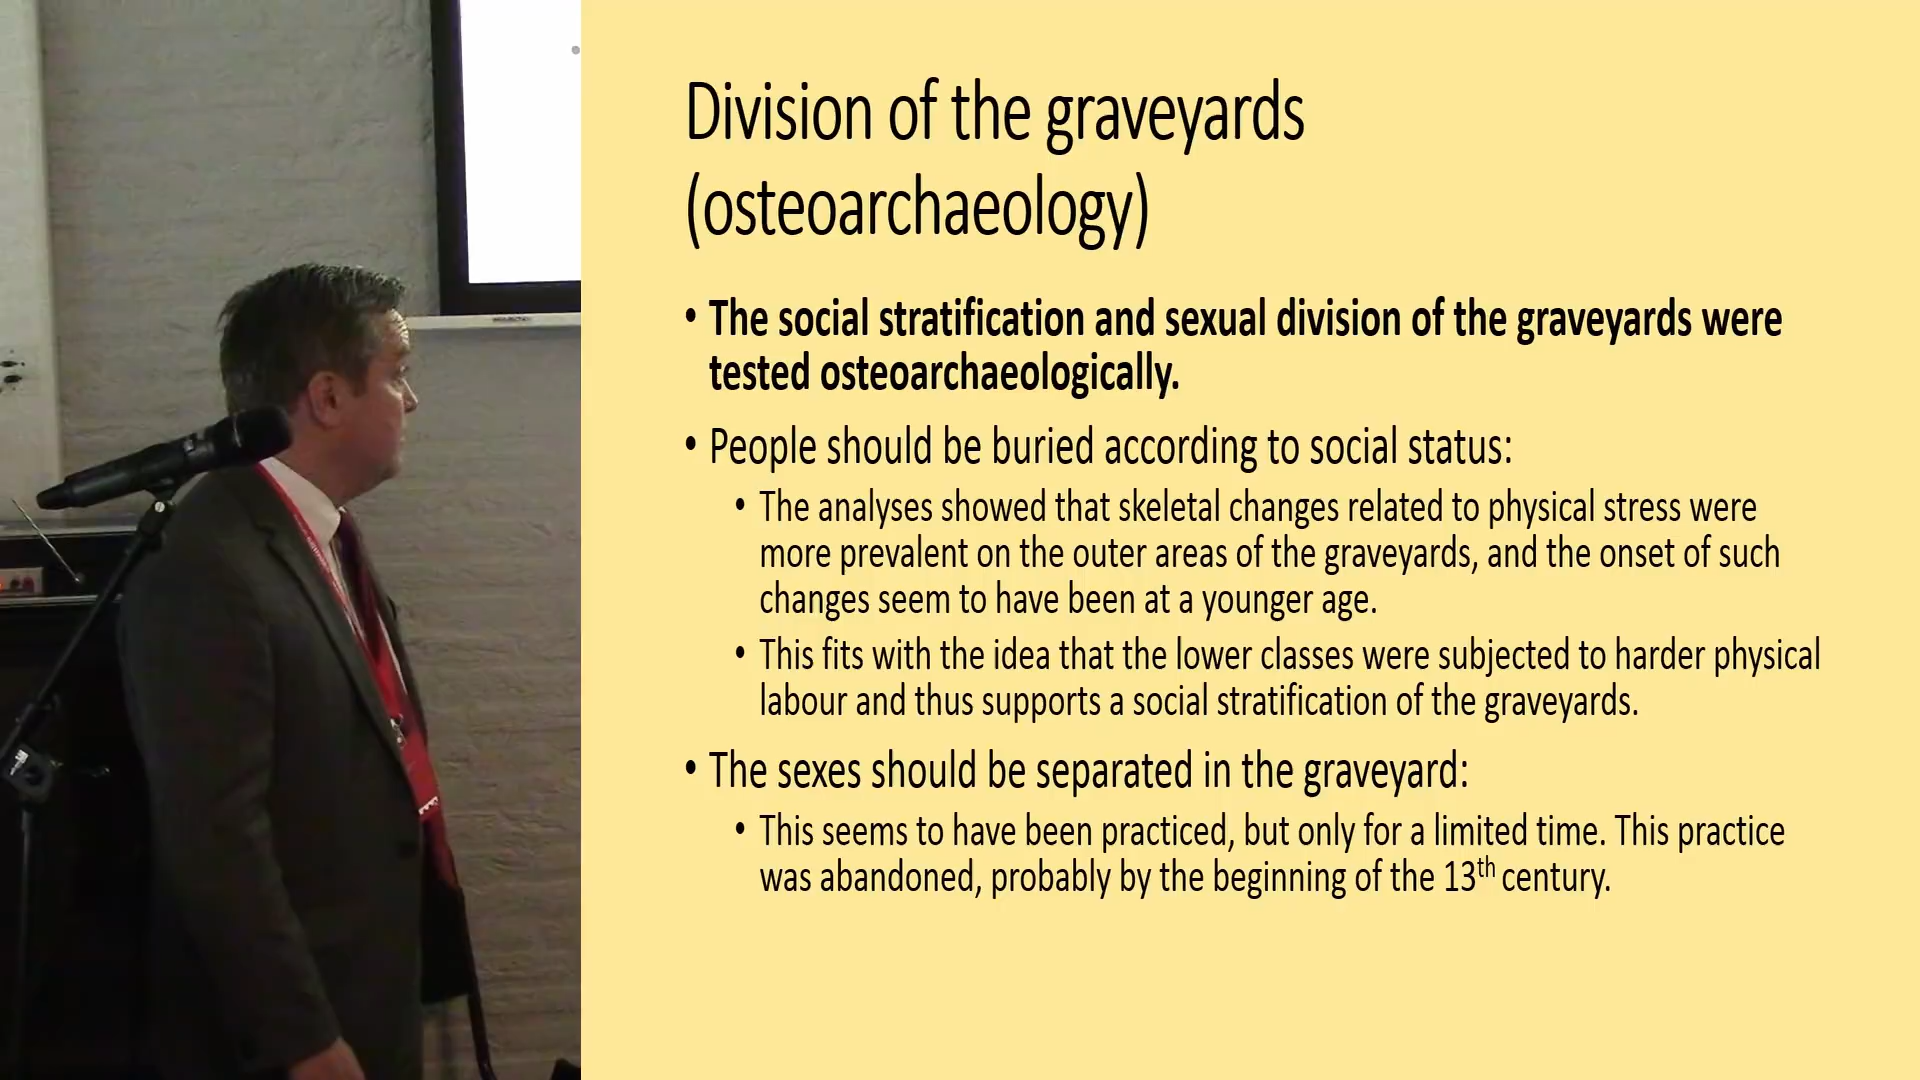 Division of the graveyards
(osteoarchaeology)
• The social stratification and sexual division of the graveyards were
tested osteoarchaeologically.
• People should be buried according to social status:
• The analyses showed that skeletal changes related to physical stress were
more prevalent on the outer areas of the graveyards, and the onset of such
changes seem to have been at a younger age.
• This fits with the idea that the lower classes were subjected to harder physical
labour and thus supports a social stratification of the graveyards.
• The sexes should be separated in the graveyard:
• This seems to have been practiced, but only for a limited time. This practice
was abandoned, probably by the beginning of the 13th century.